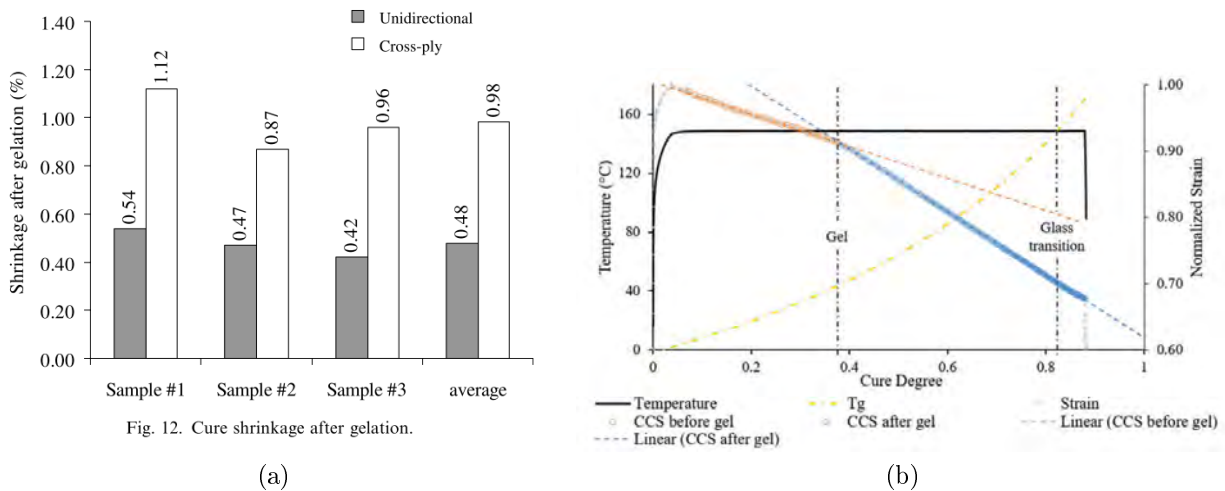 1.40
1.20
1.00
0.80
0.60
0.40
0.20
0.00
Shrinkage after gelation (%)
Unidirectional
Cross-ply
0.54
1.12
0.47
0.87
0.42
0.96
0.48
0.98
Sample #1 Sample #2 Sample #3 average
Fig. 12. Cure shrinkage after gelation.
(a)
160
120
80
40
0
Temperature (°C)
1.00
0.90
0.80
0.70
0.60
Normalized Strain
Gel
Glass
transition
0 0.2 0.4 0.6 0.8 1
Cure Degree
Temperature Tg Strain
CCS before gel CCS after gel Linear (CCS before gel)
Linear (CCS after gel)
(b)